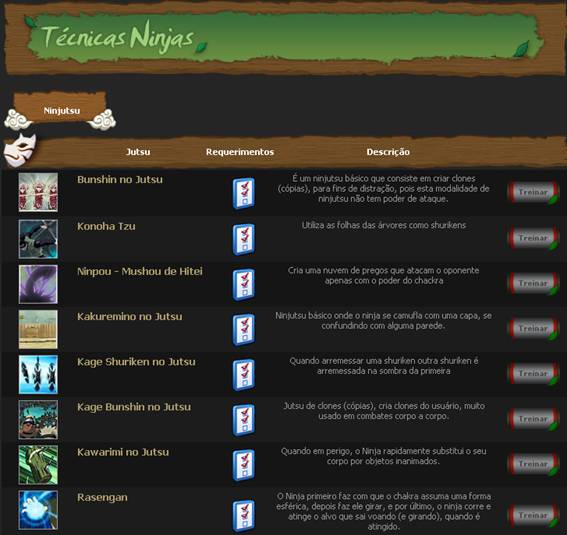 Técnicas Ninjas
Ninjutsu
Jutsu Requerimentos Descrição
Bunshin no Jutsu
É um ninjutsu básico que consiste em criar clones
(cópias), para fins de distração, pois esta modalidade de
ninjutsu não tem poder de ataque.
Treinar
Konoha Tzu
Utiliza as folhas das árvores como shurikens
Treinar
Ninpou - Mushou de Hitei
Cria uma nuvem de pregos que atacam o oponente
apenas com o poder do chackra
Treinar
Kakuremino no Jutsu
Ninjutsu básico onde o ninja se camufla com uma capa, se
confundindo com alguma parede.
Treinar
Kage Shuriken no Jutsu
Quando arremessar uma shuriken outra shuriken é
arremessada na sombra da primeira
Treinar
Kage Bunshin no Jutsu
Jutsu de clones (cópias), cria clones do usuário, muito
usado em combates corpo a corpo.
Treinar
Kawarimi no Jutsu
Quando em perigo, o Ninja rapidamente substitui o seu
corpo por objetos inanimados.
Treinar
Rasengan
O Ninja primeiro faz com que o chakra assuma uma forma
esférica, depois faz ele girar, e por último, o ninja corre e
atinge o alvo que sai voando (e girando), quando é
atingido.
Treinar